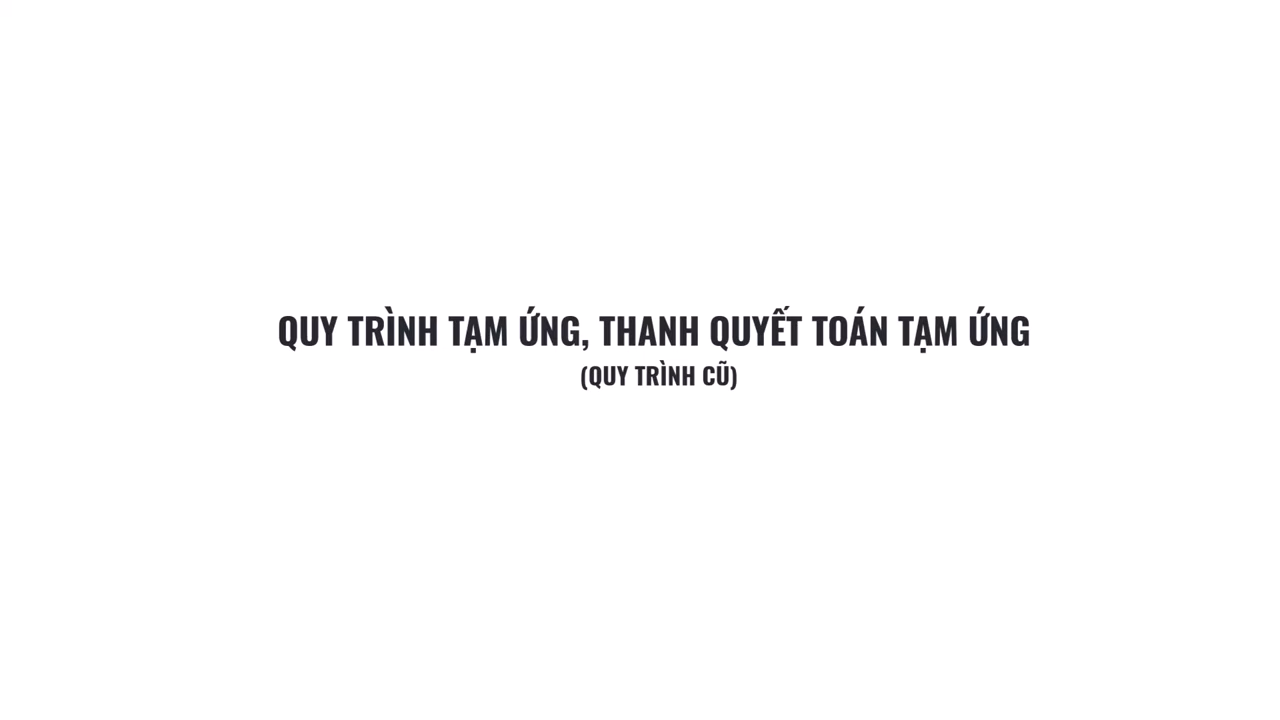 QUY TRÌNH TẠM ỨNG, THANH QUYẾT TOÁN TẠM ỨNG
(QUY TRÌNH CŨ)